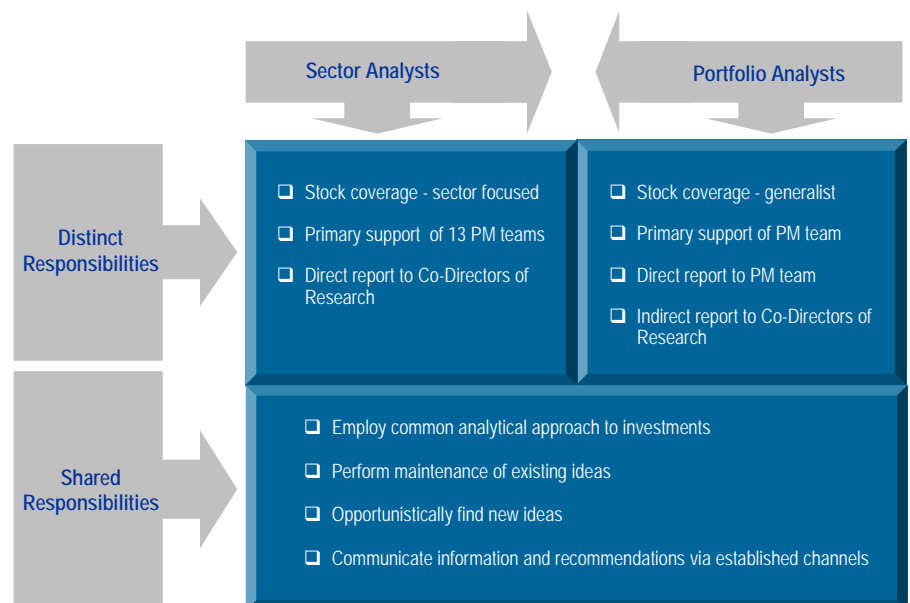 Sector Analysts
Portfolio Analysts
Distinct
Responsibilities
❑ Stock coverage - sector focused
❑ Primary support of 13 PM teams
❑ Direct report to Co-Directors of
Research
❑ Stock coverage - generalist
❑ Primary support of PM team
❑ Direct report to PM team
❑ Indirect report to Co-Directors of
Research
Shared
Responsibilities
❑ Employ common analytical approach to investments
❑ Perform maintenance of existing ideas
❑ Opportunistically find new ideas
❑ Communicate information and recommendations via established channels